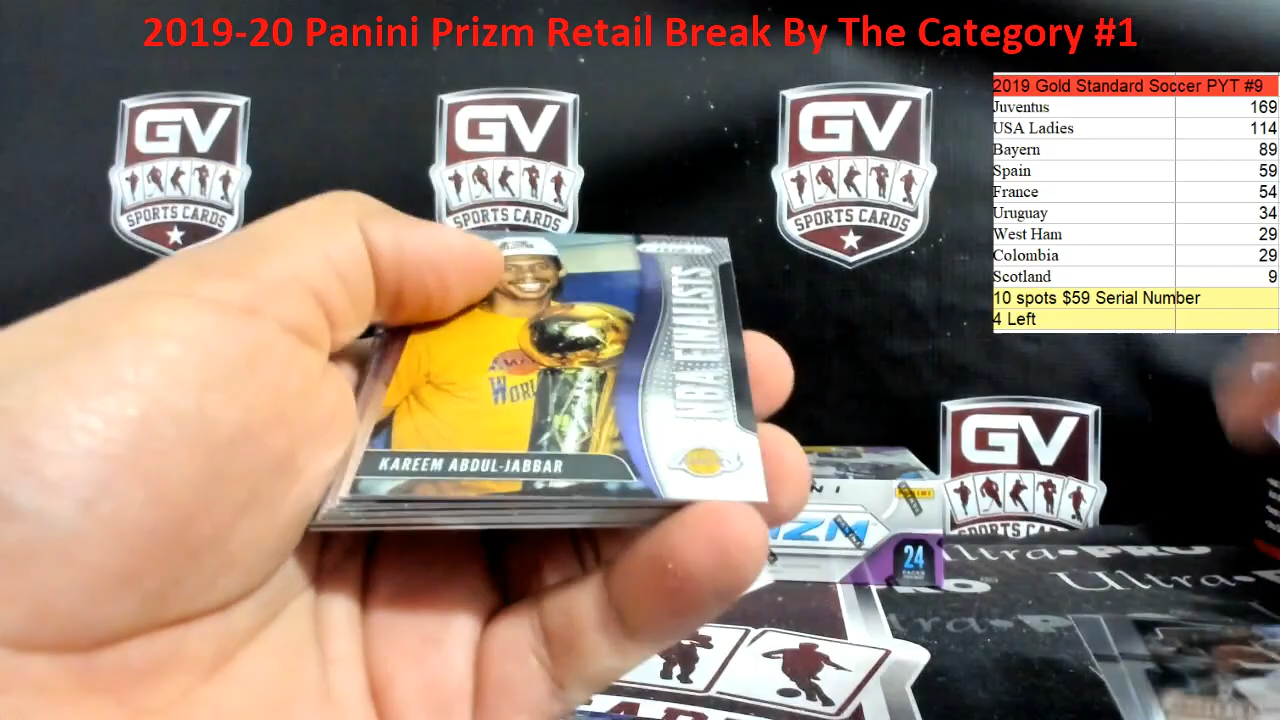 2019-20 Panini Prizm Retail Break By The Category #1
2019 Gold Standard Soccer PYT #9
Juventus 169
USA Ladies 114
Bayern 89
Spain 59
France 54
Uruguay 34
West Ham 29
Colombia 29
Scotland 9
10 spots $59 Serial Number
4 Left
GV
SPORTS CARDS
GV
SPORTS CARDS
GV
SPORTS CARDS
NBA FINALISTS
KAREEM ABDUL-JABBAR
GV
SPORTS CARDS
24
PACKS
Ultra•PRO
Ultra•